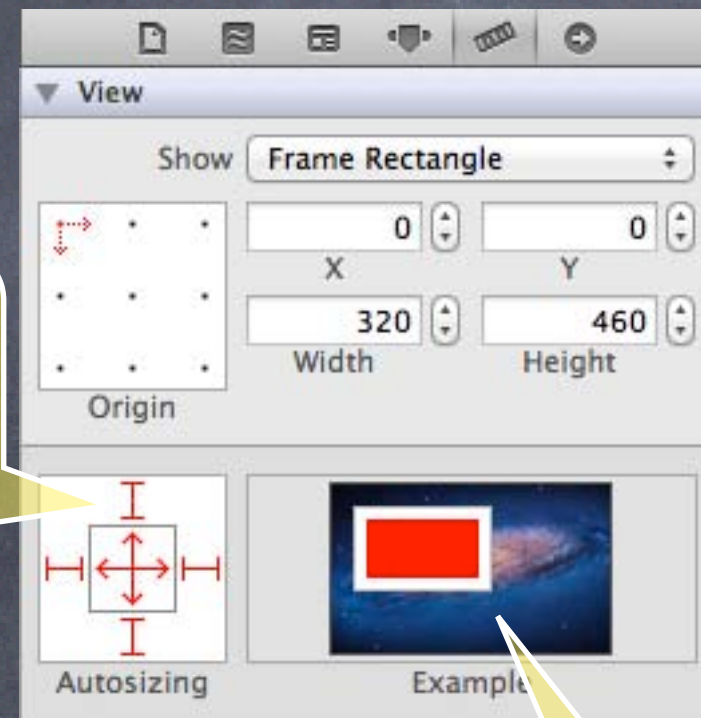 View
Show Frame Rectangle
0 0
X Y
320 460
Width Height
Origin
Autosizing Example